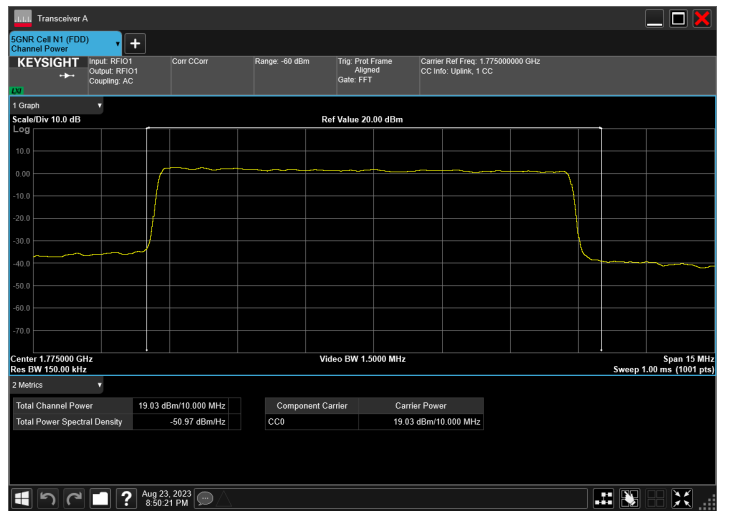 Transceiver A
5GNR Cell N1 (FDD)
Channel Power
KEYSIGHT
LXI
Input: RFIO1
Output: RFIO1
Coupling: AC
Corr CCorr
Range: -60 dBm
Trig: Prot Frame
Aligned
Gate: FFT
Carrier Ref Freq: 1.775000000 GHz
CC Info: Uplink, 1 CC
1 Graph
Scale/Div 10.0 dB
Ref Value 20.00 dBm
Log
10.0
0.00
-10.0
-20.0
-30.0
-40.0
-50.0
-60.0
-70.0
Center 1.775000 GHz
Video BW 1.5000 MHz
Span 15 MHz
Res BW 150.00 kHz
Sweep 1.00 ms (1001 pts)
2 Metrics
Total Channel Power 19.03 dBm/10.000 MHz
Total Power Spectral Density -50.97 dBm/Hz
Component Carrier Carrier Power
CC0 19.03 dBm/10.000 MHz
?
Aug 23, 2023
8:50:21 PM